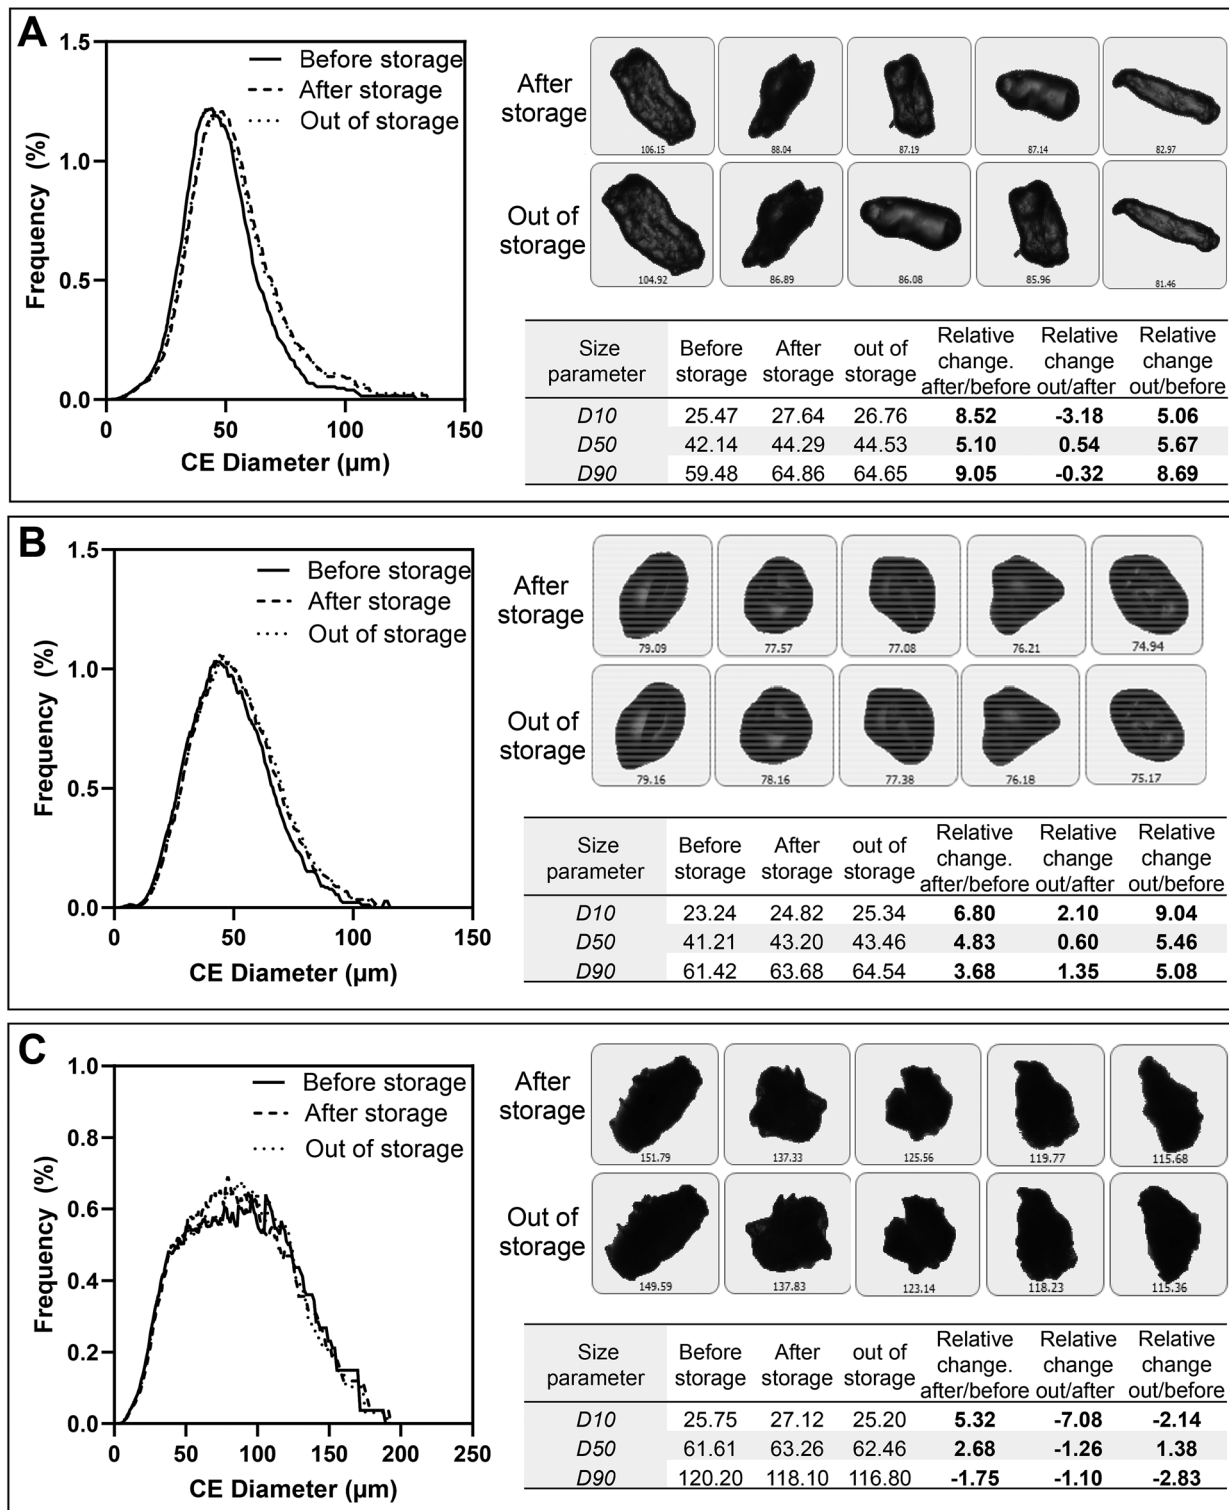 A
1.5
1.0
0.5
0.0
0
50
100
150
Frequency (%)
CE Diameter (µm)
Before storage
After storage
Out of storage
After
storage
106.15
88.04
87.19
87.14
82.97
Out of
storage
104.92
86.89
86.08
85.96
81.46
Size parameter Before storage After storage out of storage Relative change. after/before Relative change out/after Relative change out/before
D10 25.47 27.64 26.76 8.52 -3.18 5.06
D50 42.14 44.29 44.53 5.10 0.54 5.67
D90 59.48 64.86 64.65 9.05 -0.32 8.69
B
1.5
1.0
0.5
0.0
0
50
100
150
Frequency (%)
CE Diameter (µm)
Before storage
After storage
Out of storage
After
storage
79.09
77.57
77.08
76.21
74.94
Out of
storage
79.16
78.16
77.38
76.18
75.17
Size parameter Before storage After storage out of storage Relative change. after/before Relative change out/after Relative change out/before
D10 23.24 24.82 25.34 6.80 2.10 9.04
D50 41.21 43.20 43.46 4.83 0.60 5.46
D90 61.42 63.68 64.54 3.68 1.35 5.08
C
1.0
0.8
0.6
0.4
0.2
0.0
0
50
100
150
200
250
Frequency (%)
CE Diameter (µm)
Before storage
After storage
Out of storage
After
storage
151.79
137.33
125.56
119.77
115.68
Out of
storage
149.59
137.83
123.14
118.23
115.36
Size parameter Before storage After storage out of storage Relative change. after/before Relative change out/after Relative change out/before
D10 25.75 27.12 25.20 5.32 -7.08 -2.14
D50 61.61 63.26 62.46 2.68 -1.26 1.38
D90 120.20 118.10 116.80 -1.75 -1.10 -2.83